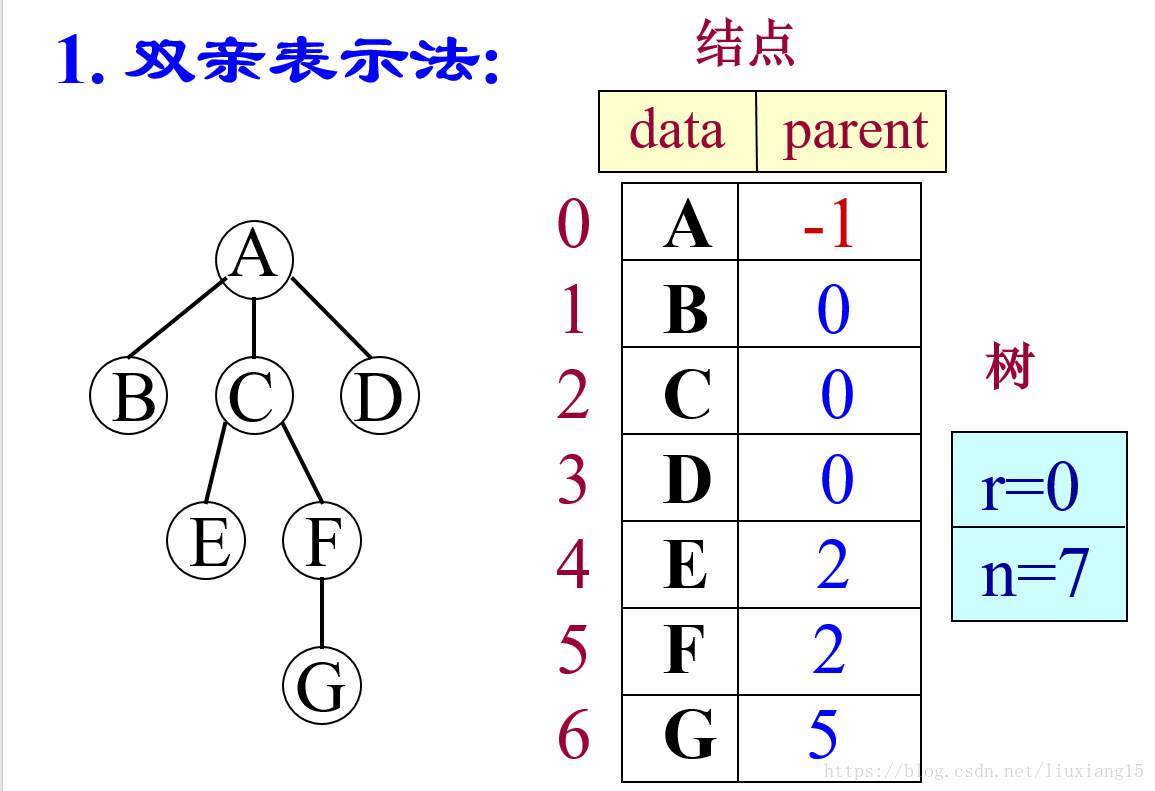 1. 双亲表示法:
结点
data parent
A
B C D
E F
G
0 A -1
1 B 0
2 C 0
3 D 0
4 E 2
5 F 2
6 G 5
树
r=0
n=7
https://blog.csdn.net/liuxiang15